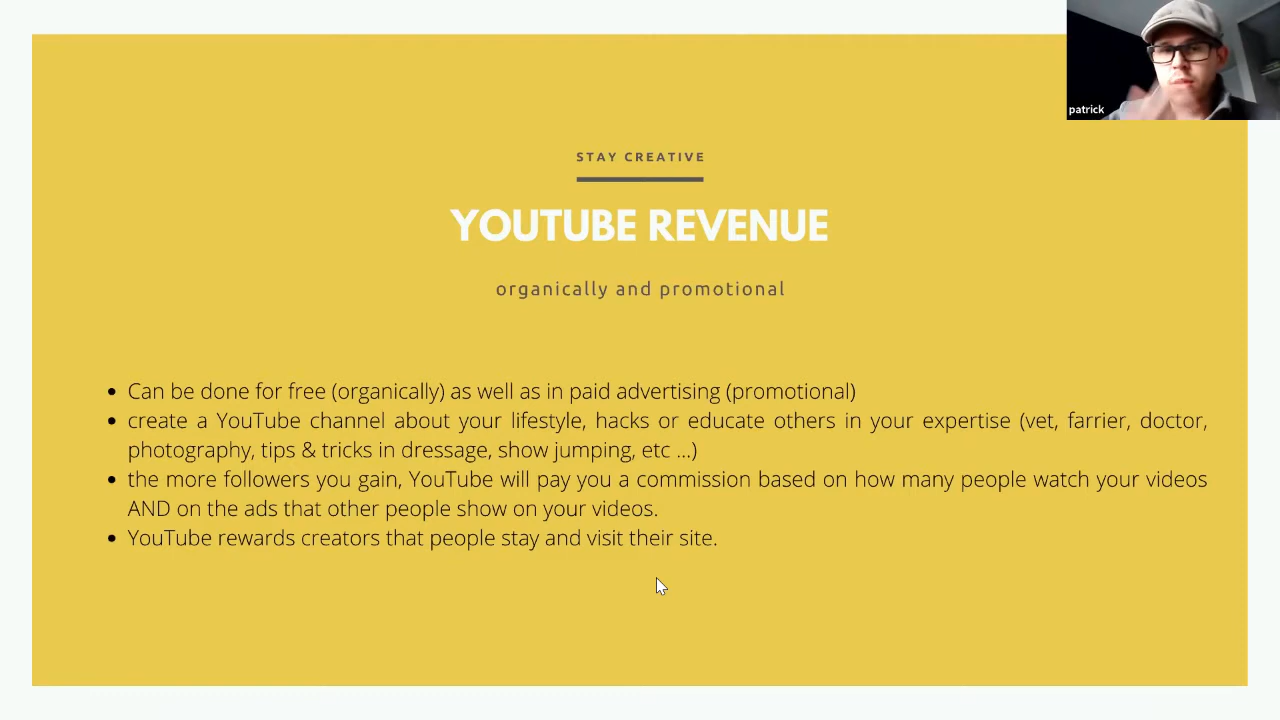 patrick
STAY CREATIVE
YOUTUBE REVENUE
organically and promotional
• Can be done for free (organically) as well as in paid advertising (promotional)
• create a YouTube channel about your lifestyle, hacks or educate others in your expertise (vet, farrier, doctor,
photography, tips & tricks in dressage, show jumping, etc ...)
• the more followers you gain, YouTube will pay you a commission based on how many people watch your videos
AND on the ads that other people show on your videos.
• YouTube rewards creators that people stay and visit their site.